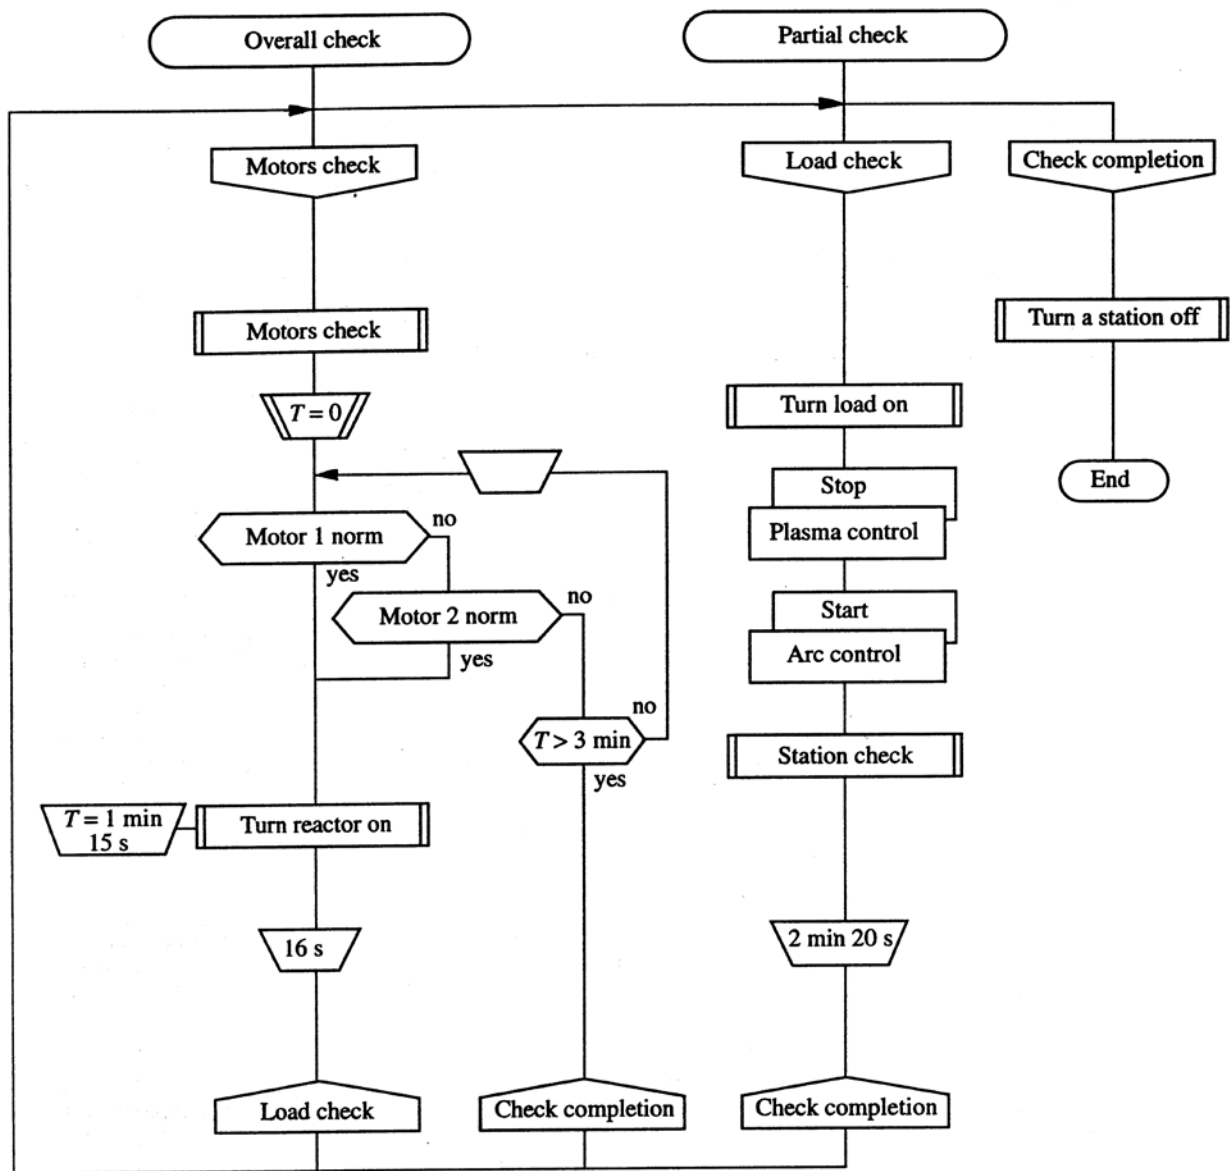 Overall check
Partial check
Motors check
Load check
Check completion
Motors check
Turn a station off
T = 0
Turn load on
End
Stop
Plasma control
Motor 1 norm
no
yes
Motor 2 norm
no
yes
Start
Arc control
T > 3 min
no
yes
Station check
T = 1 min
15 s
Turn reactor on
16 s
2 min 20 s
Load check
Check completion
Check completion